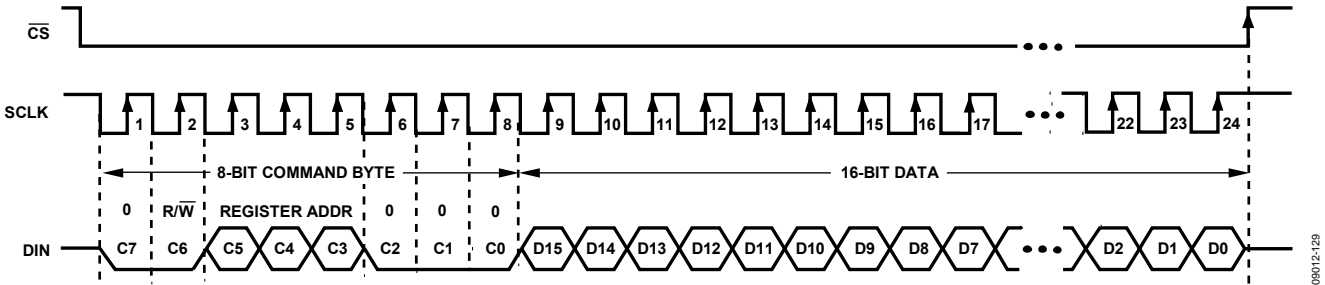 CS
SCLK
1 2 3 4 5 6 7 8 9 10 11 12 13 14 15 16 17 22 23 24
8-BIT COMMAND BYTE 16-BIT DATA
0 R/W REGISTER ADDR 0 0 0
DIN C7 C6 C5 C4 C3 C2 C1 C0 D15 D14 D13 D12 D11 D10 D9 D8 D7 D2 D1 D0
09012-129